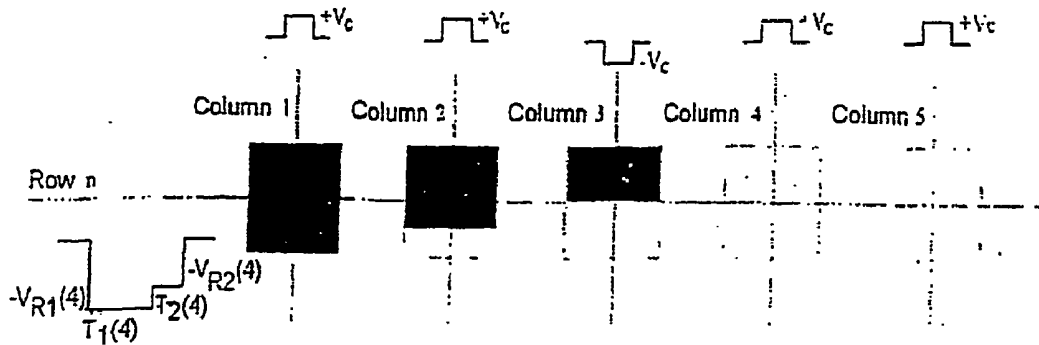 +Vc +Vc -Vc +Vc +Vc
Column 1 Column 2 Column 3 Column 4 Column 5
Row n
-VR2(4)
-VR1(4) T2(4)
T1(4)